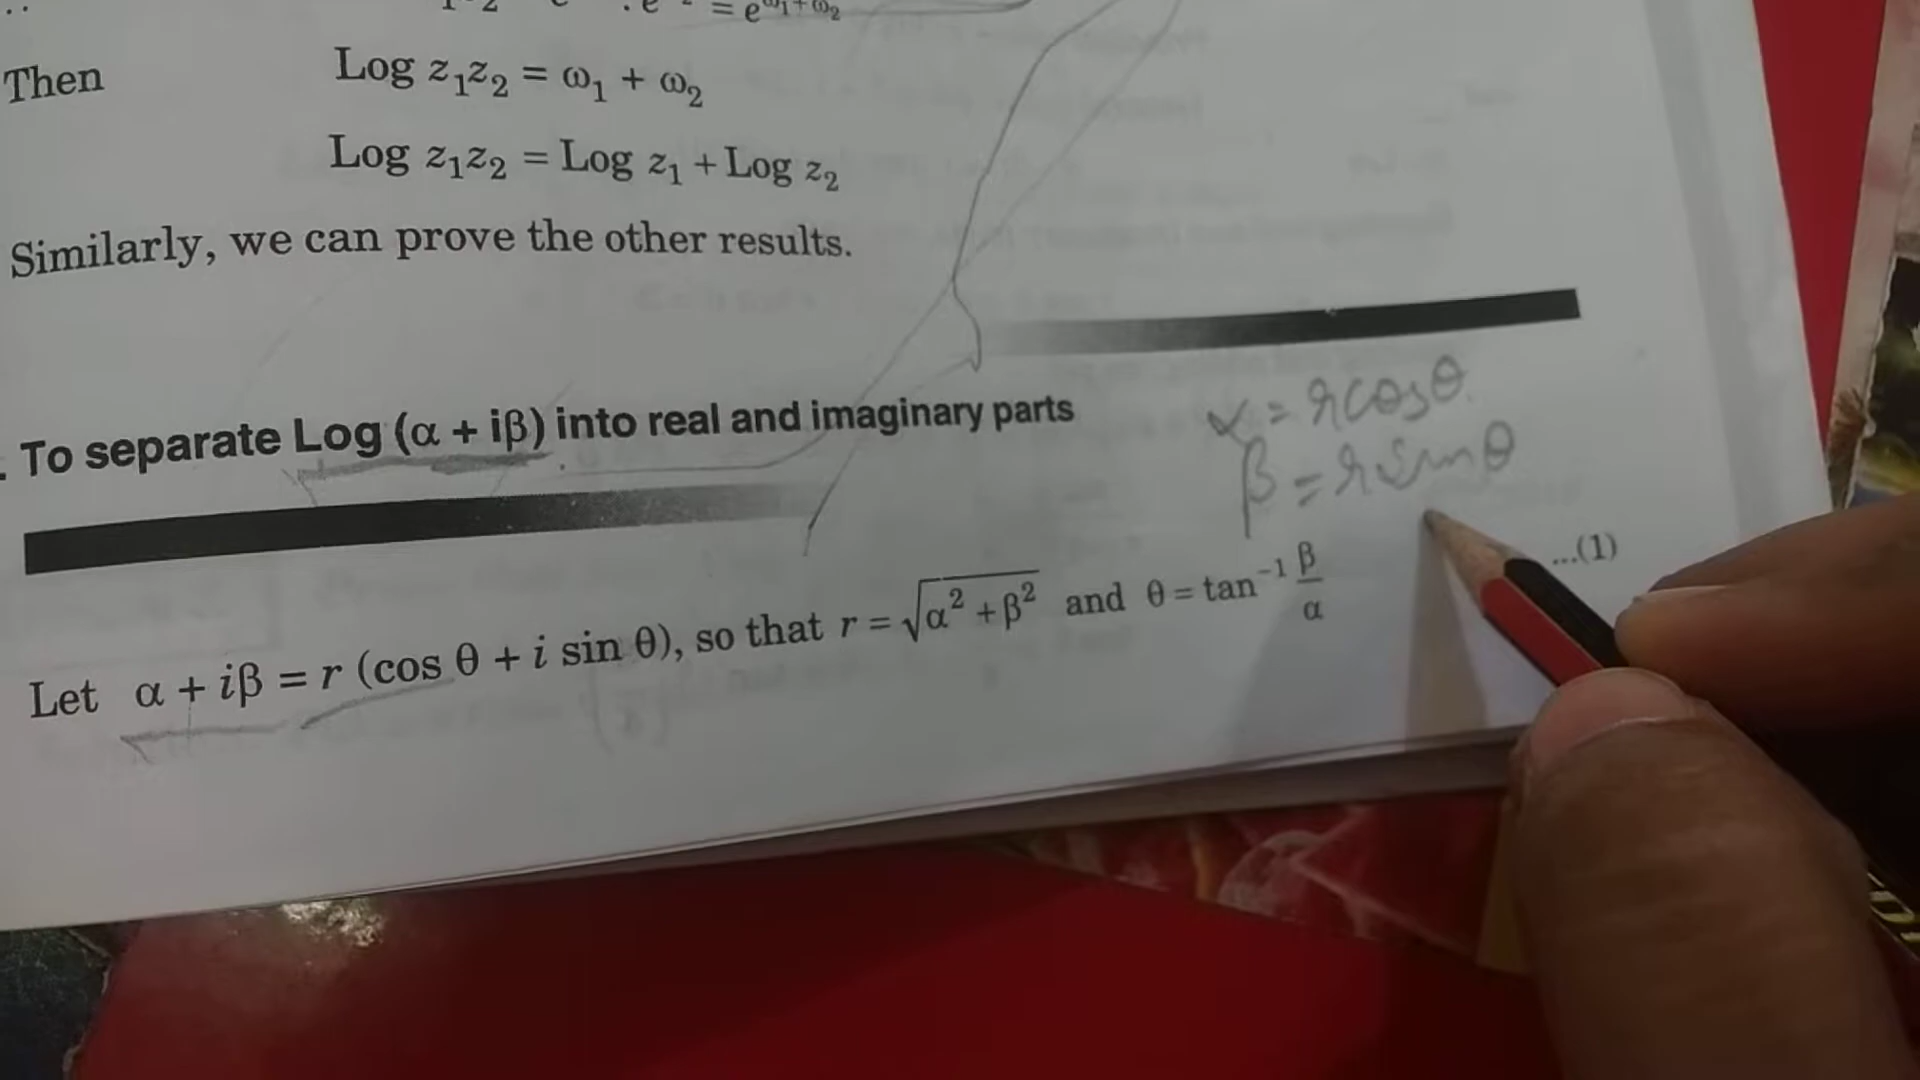 = e^ω1+ω2
Then Log z₁z₂ = ω₁ + ω₂
Log z₁z₂ = Log z₁ + Log z₂
Similarly, we can prove the other results.
. To separate Log (α + iβ) into real and imaginary parts
α = r cos θ
β = r sin θ
Let α + iβ = r (cos θ + i sin θ), so that r = √(α² + β²) and θ = tan⁻¹ β/α ...(1)